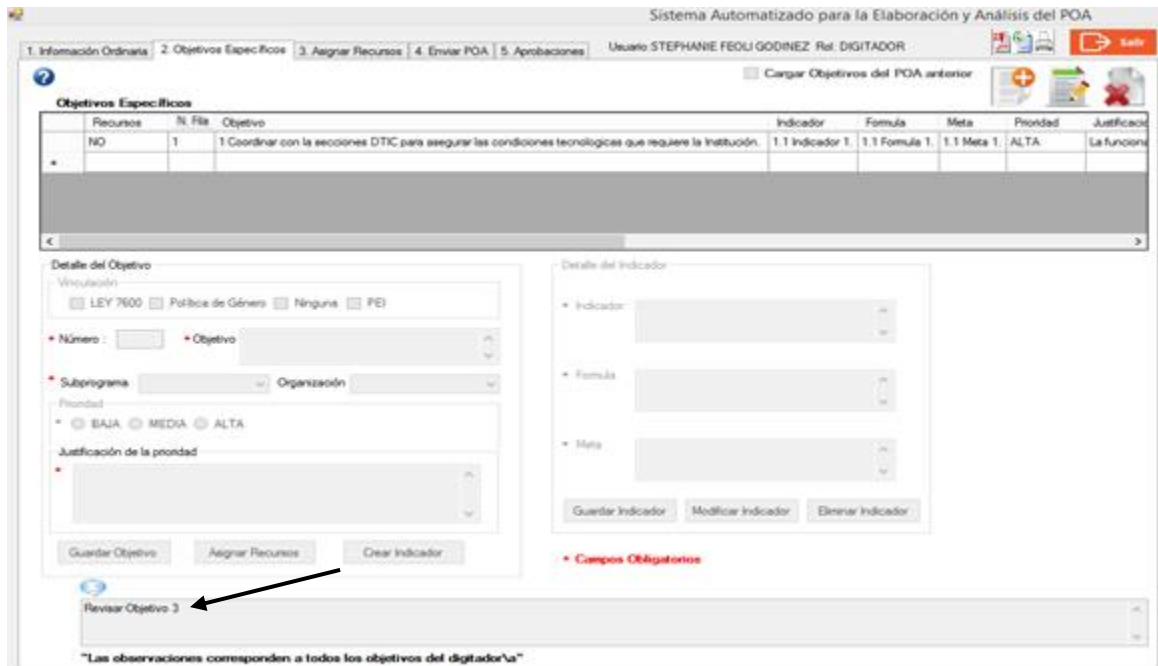 Sistema Automatizado para la Elaboración y Análisis del POA
1. Información Ordinaria 2. Objetivos Específicos 3. Asignar Recursos 4. Enviar POA 5. Aprobaciones Usuario STEPHANIE FEOLI GODINEZ Rol: DIGITADOR Salir
Cargar Objetivos del POA anterior
Objetivos Específicos
Recursos N. Fila Objetivo Indicador Formula Meta Prioridad Justificació
NO 1 1 Coordinar con la secciones DTIC para asegurar las condiciones tecnologicas que requiere la Institución. 1.1 Indicador 1. 1.1 Formula 1. 1.1 Meta 1. ALTA La funciona
Detalle del Objetivo
Vinculación
LEY 7600 Política de Género Ninguna PEI
* Número : * Objetivo
* Subprograma Organización
Prioridad
* BAJA MEDIA ALTA
Justificación de la prioridad
*
Guardar Objetivo Asignar Recursos Crear Indicador
Detalle del Indicador
* Indicador
* Formula
* Meta
Guardar Indicador Modificar Indicador Eliminar Indicador
* Campos Obligatorios
Revisar Objetivo 3
"Las observaciones corresponden a todos los objetivos del digitador\a"